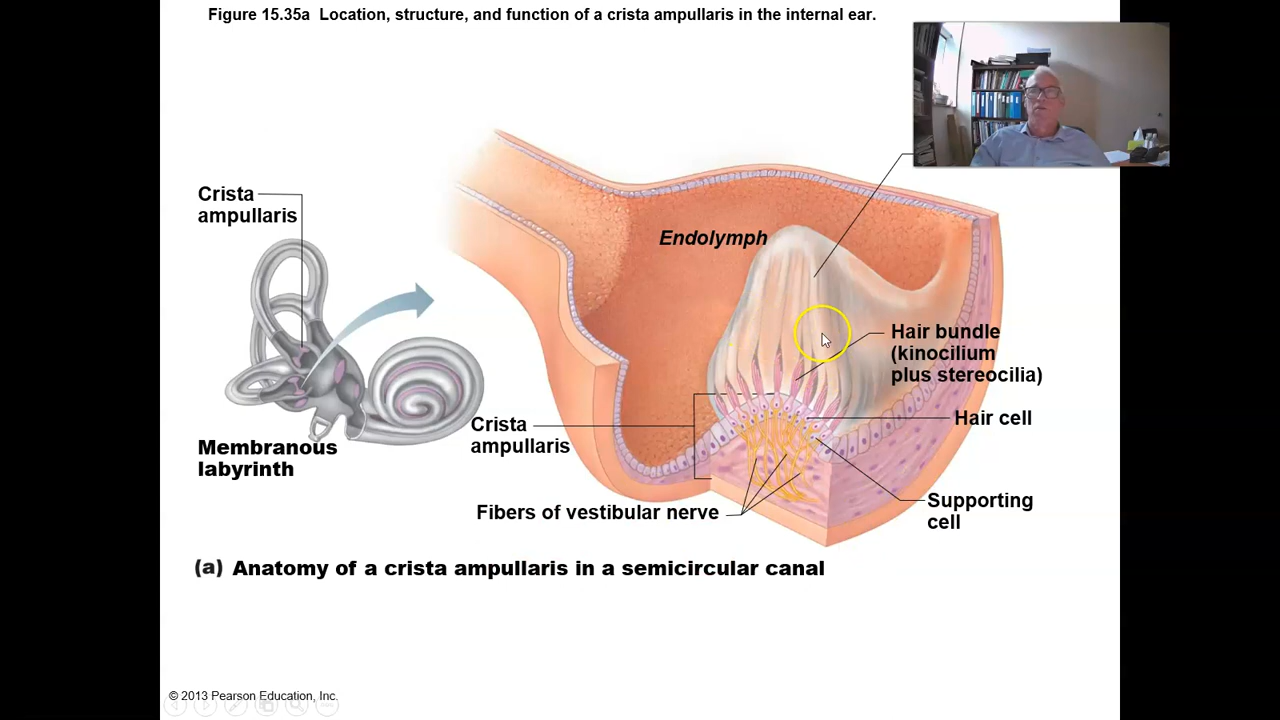 Figure 15.35a Location, structure, and function of a crista ampullaris in the internal ear.
Crista
ampullaris
Endolymph
Hair bundle
(kinocilium
plus stereocilia)
Hair cell
Crista
ampullaris
Membranous
labyrinth
Supporting
cell
Fibers of vestibular nerve
(a) Anatomy of a crista ampullaris in a semicircular canal
© 2013 Pearson Education, Inc.